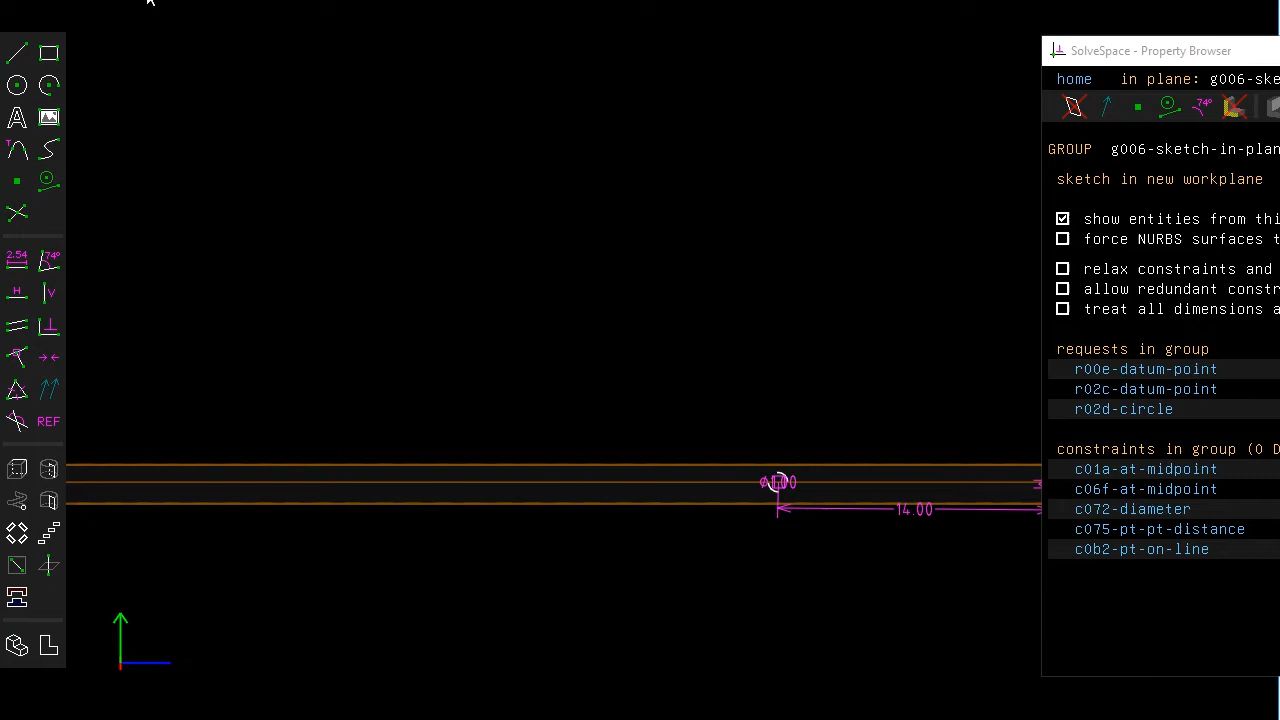 SolveSpace - Property Browser
home in plane: g006-ske
74°
A
T
GROUP g006-sketch-in-plan
sketch in new workplane
show entities from thi
force NURBS surfaces t
relax constraints and
allow redundant constr
treat all dimensions a
2.54 74°
H V
REF
requests in group
r00e-datum-point
r02c-datum-point
r02d-circle
constraints in group (0 D
c01a-at-midpoint
c06f-at-midpoint
c072-diameter
c075-pt-pt-distance
c0b2-pt-on-line
14.00